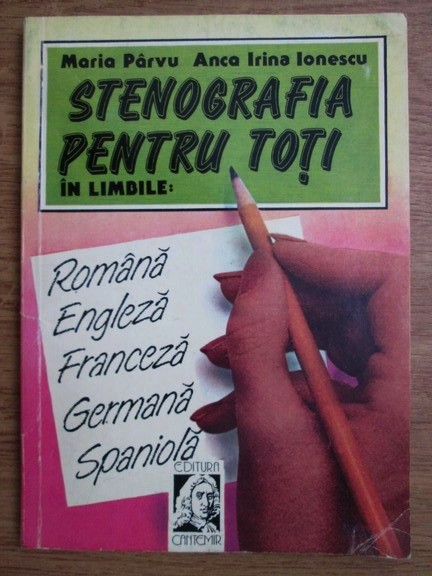 Maria Pârvu Anca Irina Ionescu
STENOGRAFIA
PENTRU TOȚI
ÎN LIMBILE:
Română
Engleză
Franceză
Germană
Spaniolă
EDITURA
CANTEMIR